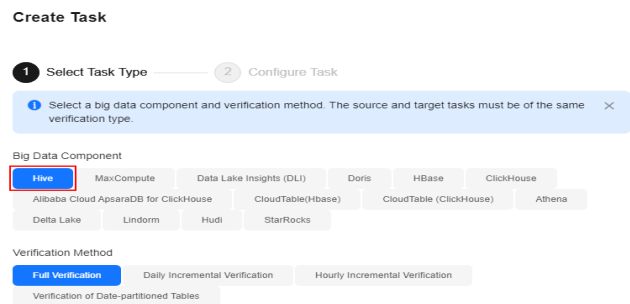 Create Task
1 Select Task Type 2 Configure Task
Select a big data component and verification method. The source and target tasks must be of the same
verification type.
Big Data Component
Hive MaxCompute Data Lake Insights (DLI) Doris HBase ClickHouse
Alibaba Cloud ApsaraDB for ClickHouse CloudTable(Hbase) CloudTable (ClickHouse) Athena
Delta Lake Lindorm Hudi StarRocks
Verification Method
Full Verification Daily Incremental Verification Hourly Incremental Verification
Verification of Date-partitioned Tables